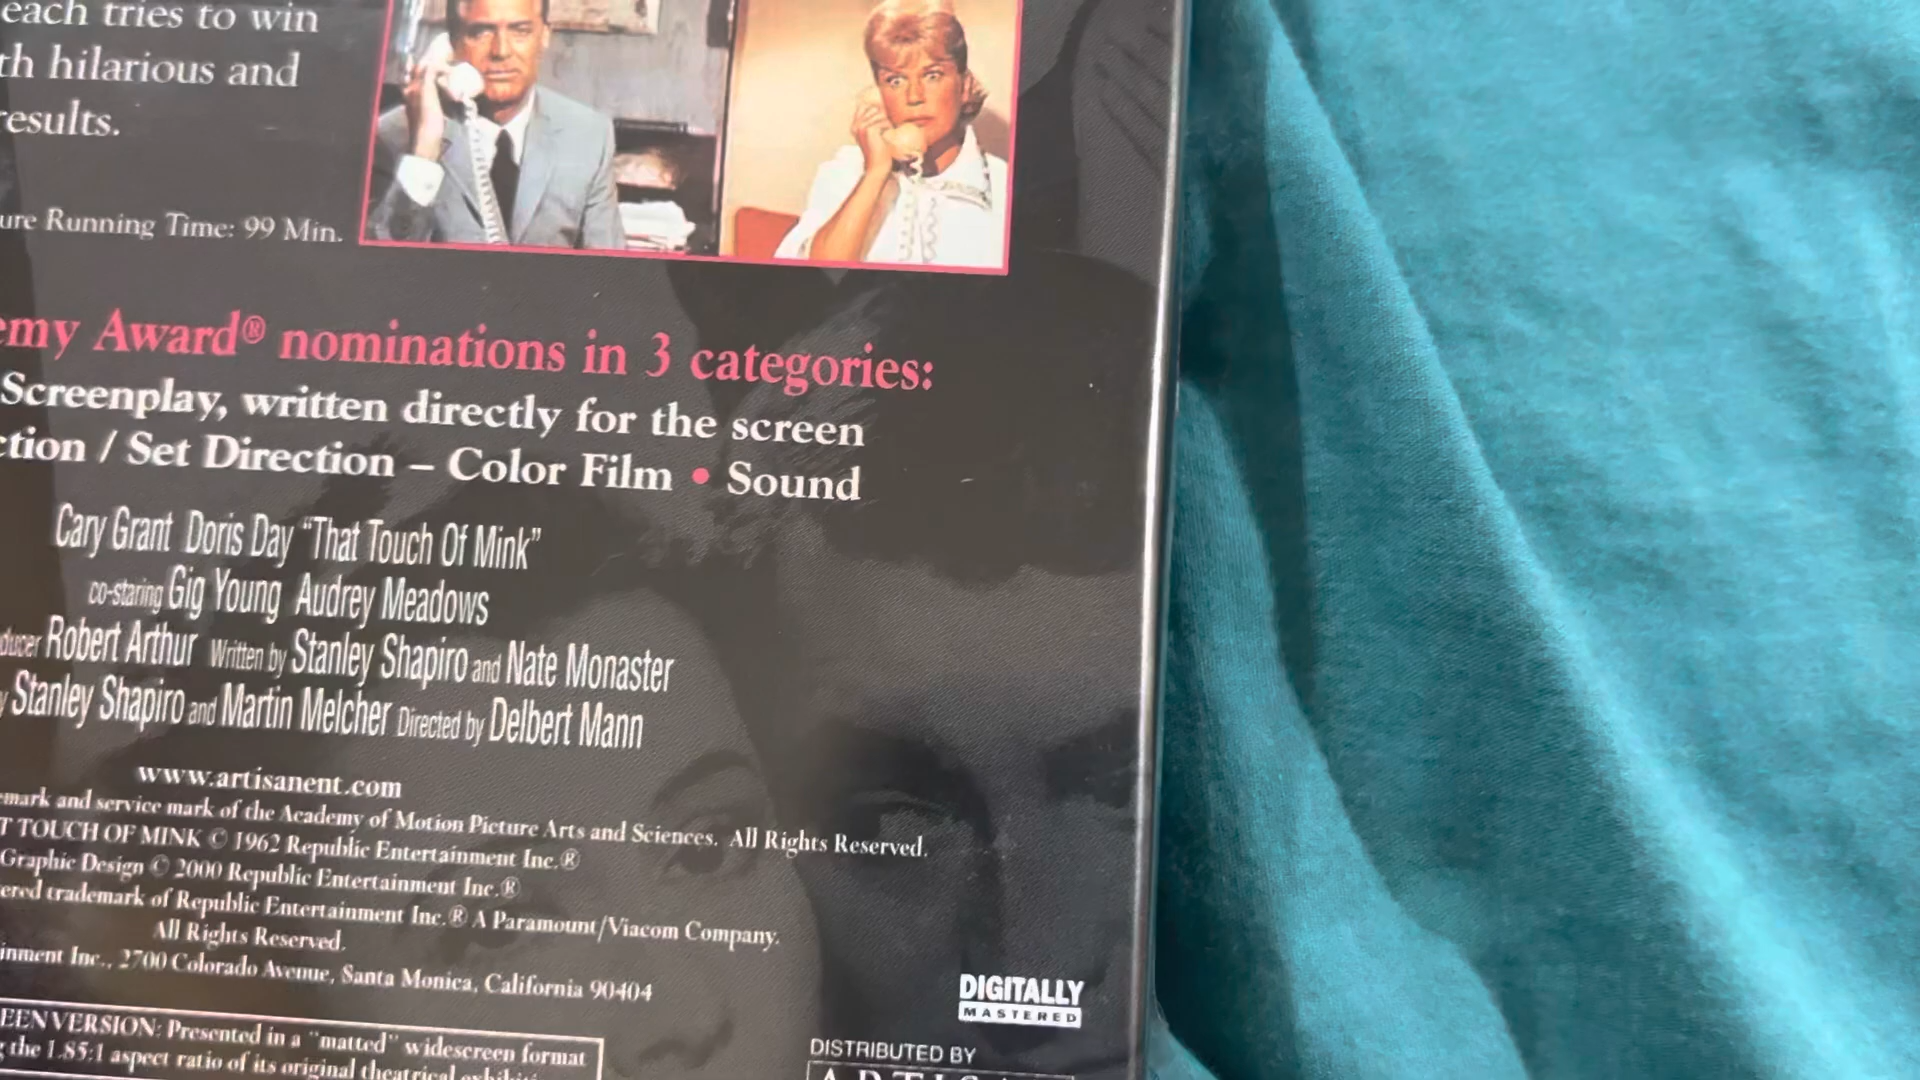 each tries to win
th hilarious and
results.
ure Running Time: 99 Min.
emy Award® nominations in 3 categories:
Screenplay, written directly for the screen
ction / Set Direction – Color Film • Sound
Cary Grant Doris Day "That Touch Of Mink"
co-staring Gig Young Audrey Meadows
ducer Robert Arthur Written by Stanley Shapiro and Nate Monaster
y Stanley Shapiro and Martin Melcher Directed by Delbert Mann
www.artisanent.com
emark and service mark of the Academy of Motion Picture Arts and Sciences. All Rights Reserved.
T TOUCH OF MINK © 1962 Republic Entertainment Inc.®
Graphic Design © 2000 Republic Entertainment Inc.®
ered trademark of Republic Entertainment Inc.® A Paramount/Viacom Company.
All Rights Reserved.
inment Inc., 2700 Colorado Avenue, Santa Monica, California 90404
EEN VERSION: Presented in a "matted" widescreen format
g the 1.85:1 aspect ratio of its original theatrical
DIGITALLY
MASTERED
DISTRIBUTED BY